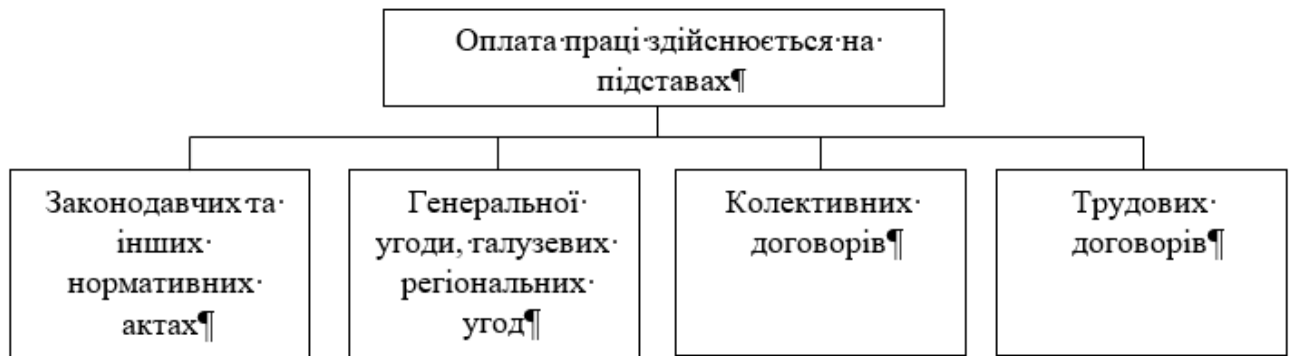 Оплата·праці·здійснюється·на·
підставах¶
Законодавчих та·
інших·
нормативних·
актах¶
Генеральної·
угоди,·галузевих·
регіональних·
угод¶
Колективних·
договорів¶
Трудових·
договорів¶